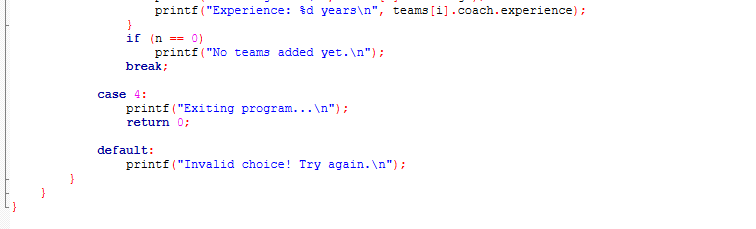 printf("Experience: %d years\n", teams[i].coach.experience);
}
if (n == 0)
printf("No teams added yet.\n");
break;
case 4:
printf("Exiting program...\n");
return 0;
default:
printf("Invalid choice! Try again.\n");
}
}
}